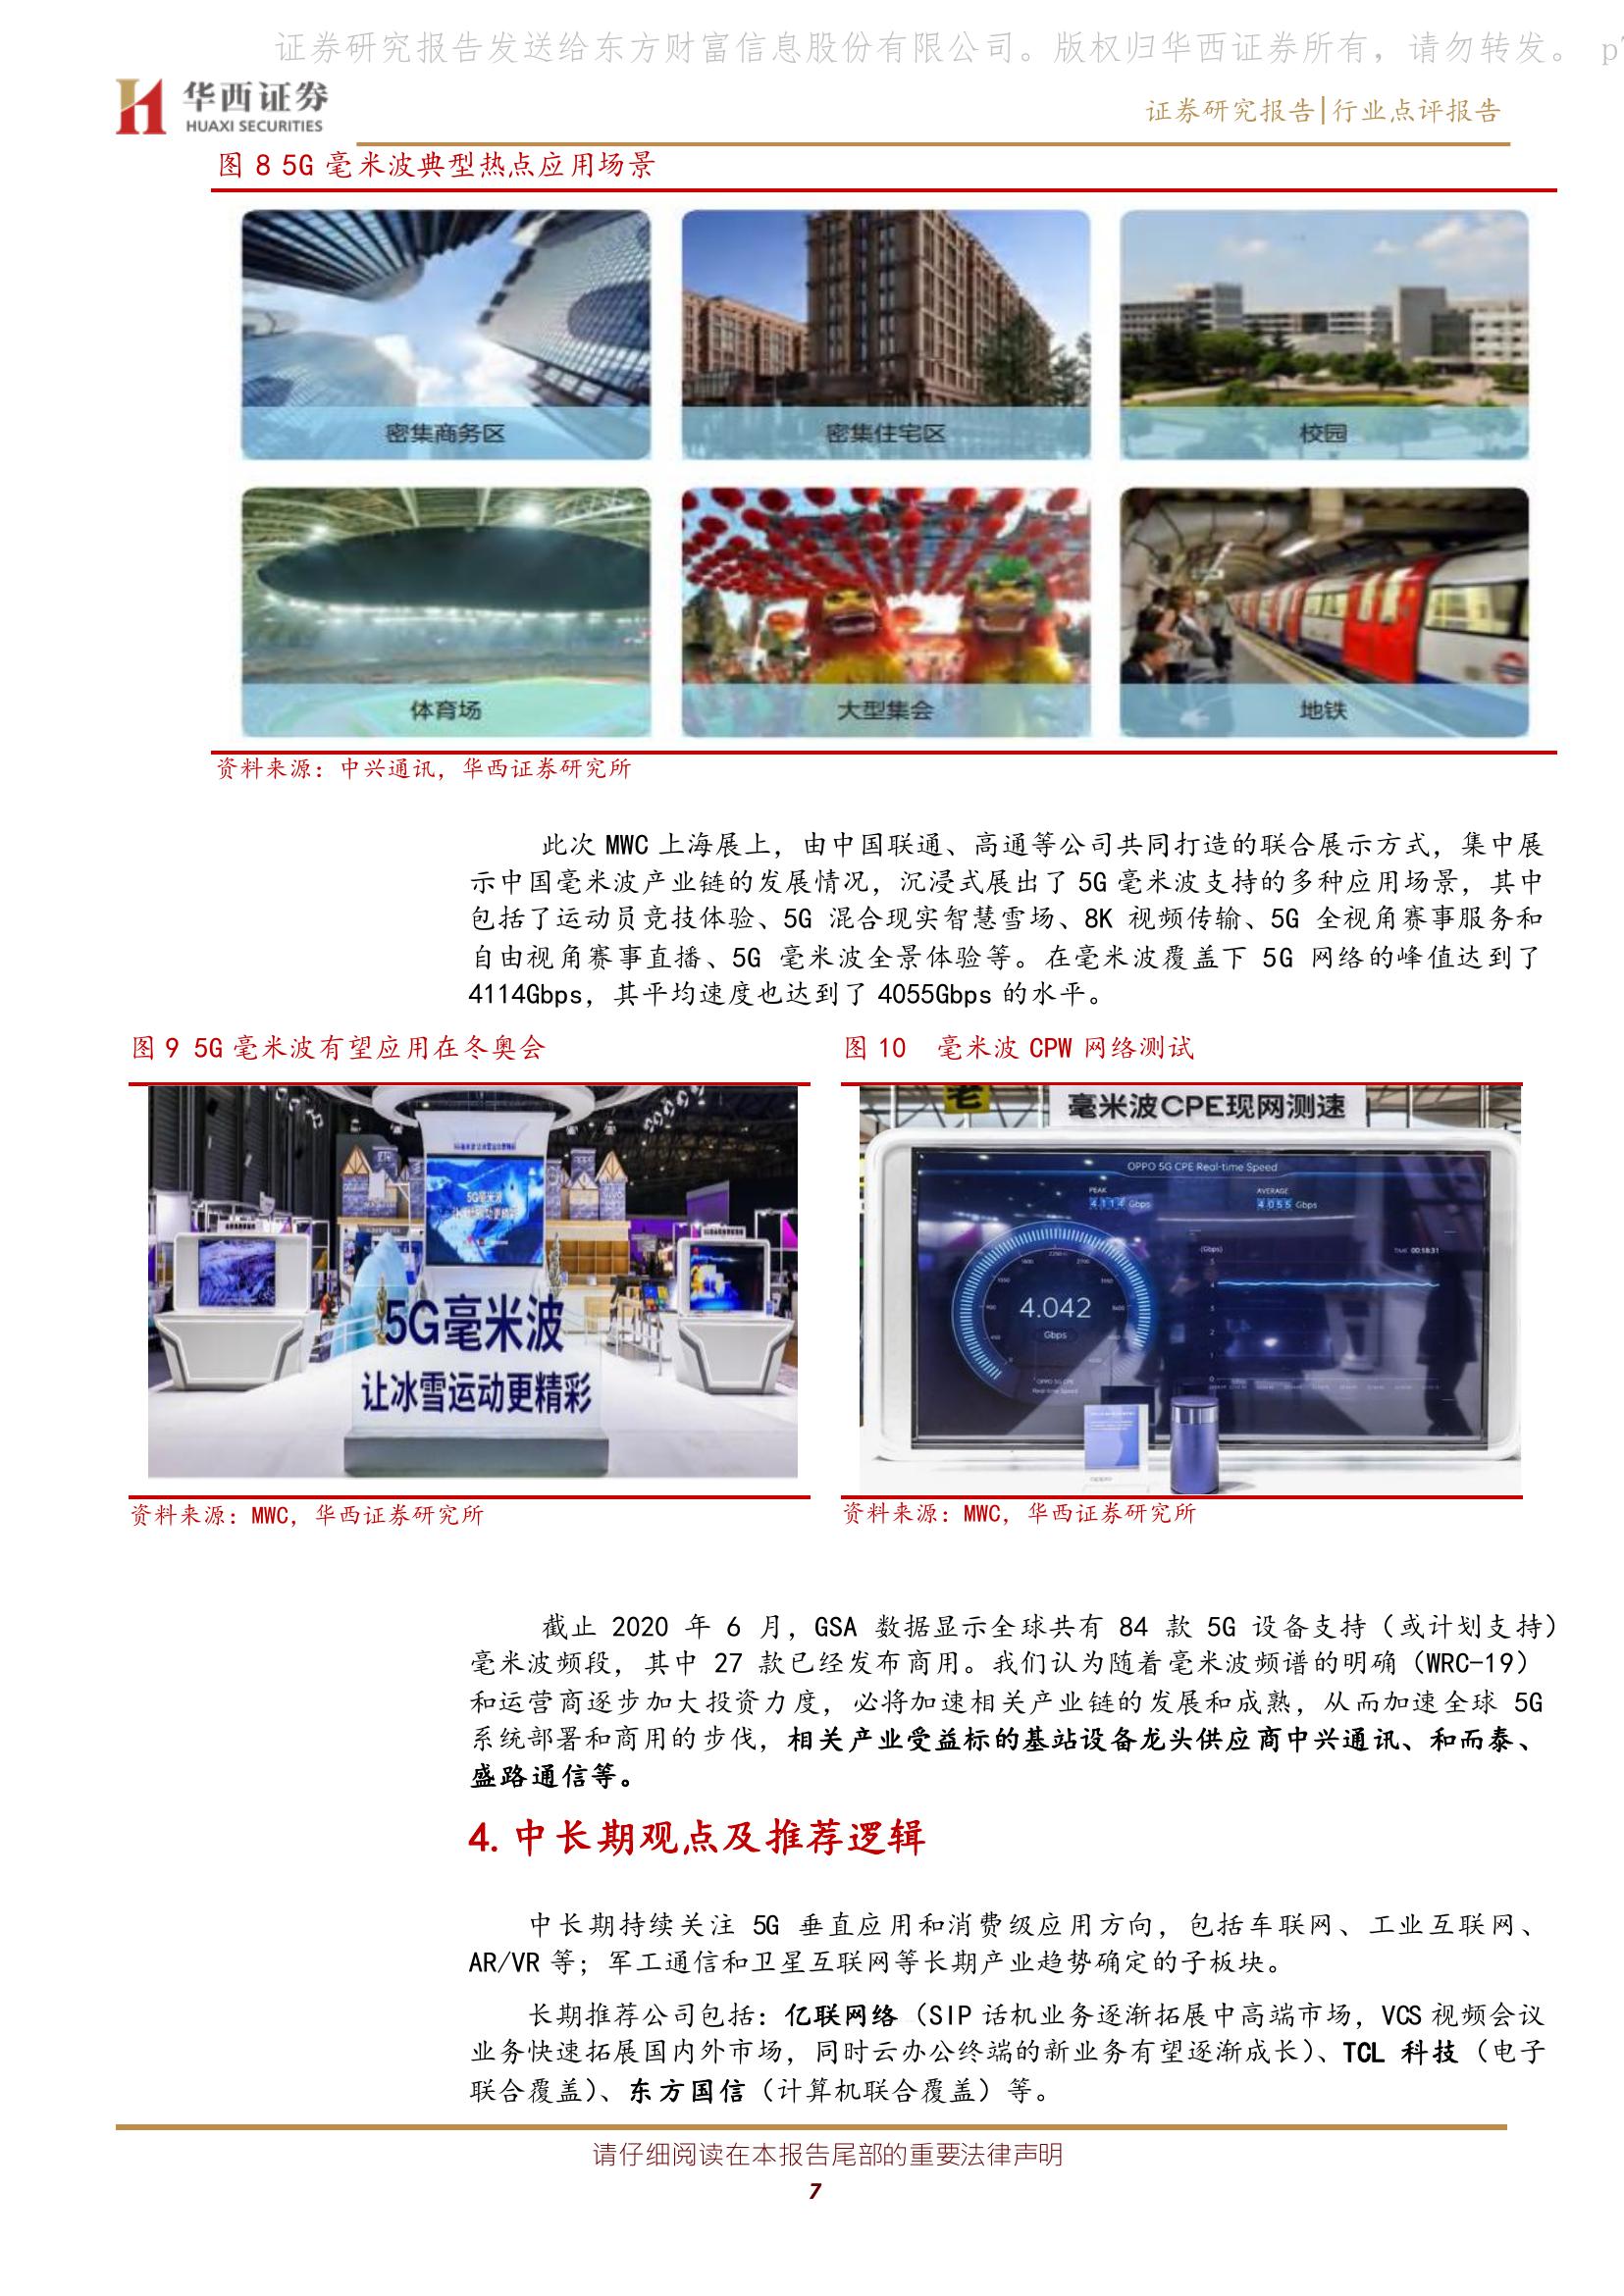 证券研究报告发送给东方财富信息股份有限公司。版权归华西证券所有，请勿转发。 p
华西证券
HUAXI SECURITIES
证券研究报告|行业点评报告
图 8 5G 毫米波典型热点应用场景
密集商务区
密集住宅区
校园
体育场
大型集会
地铁
资料来源：中兴通讯，华西证券研究所
此次 MWC 上海展上，由中国联通、高通等公司共同打造的联合展示方式，集中展
示中国毫米波产业链的发展情况，沉浸式展出了 5G 毫米波支持的多种应用场景，其中
包括了运动员竞技体验、5G 混合现实智慧雪场、8K 视频传输、5G 全视角赛事服务和
自由视角赛事直播、5G 毫米波全景体验等。在毫米波覆盖下 5G 网络的峰值达到了
4114Gbps，其平均速度也达到了 4055Gbps 的水平。
图 9 5G 毫米波有望应用在冬奥会
5G毫米波
让冰雪运动更精彩
5G毫米波
让冰雪运动更精彩
资料来源：MWC，华西证券研究所
图 10 毫米波 CPW 网络测试
毫米波CPE现网测速
OPPO 5G CPE Real-time Speed
PEAK
4.114 Gbps
AVERAGE
4.055 Gbps
(Gbps)
00:58:31
4.042
Gbps
资料来源：MWC，华西证券研究所
截止 2020 年 6 月，GSA 数据显示全球共有 84 款 5G 设备支持（或计划支持）
毫米波频段，其中 27 款已经发布商用。我们认为随着毫米波频谱的明确（WRC-19）
和运营商逐步加大投资力度，必将加速相关产业链的发展和成熟，从而加速全球 5G
系统部署和商用的步伐，相关产业受益标的基站设备龙头供应商中兴通讯、和而泰、
盛路通信等。
4. 中长期观点及推荐逻辑
中长期持续关注 5G 垂直应用和消费级应用方向，包括车联网、工业互联网、
AR/VR 等；军工通信和卫星互联网等长期产业趋势确定的子板块。
长期推荐公司包括：亿联网络（SIP 话机业务逐渐拓展中高端市场，VCS 视频会议
业务快速拓展国内外市场，同时云办公终端的新业务有望逐渐成长）、TCL 科技（电子
联合覆盖）、东方国信（计算机联合覆盖）等。
请仔细阅读在本报告尾部的重要法律声明
7